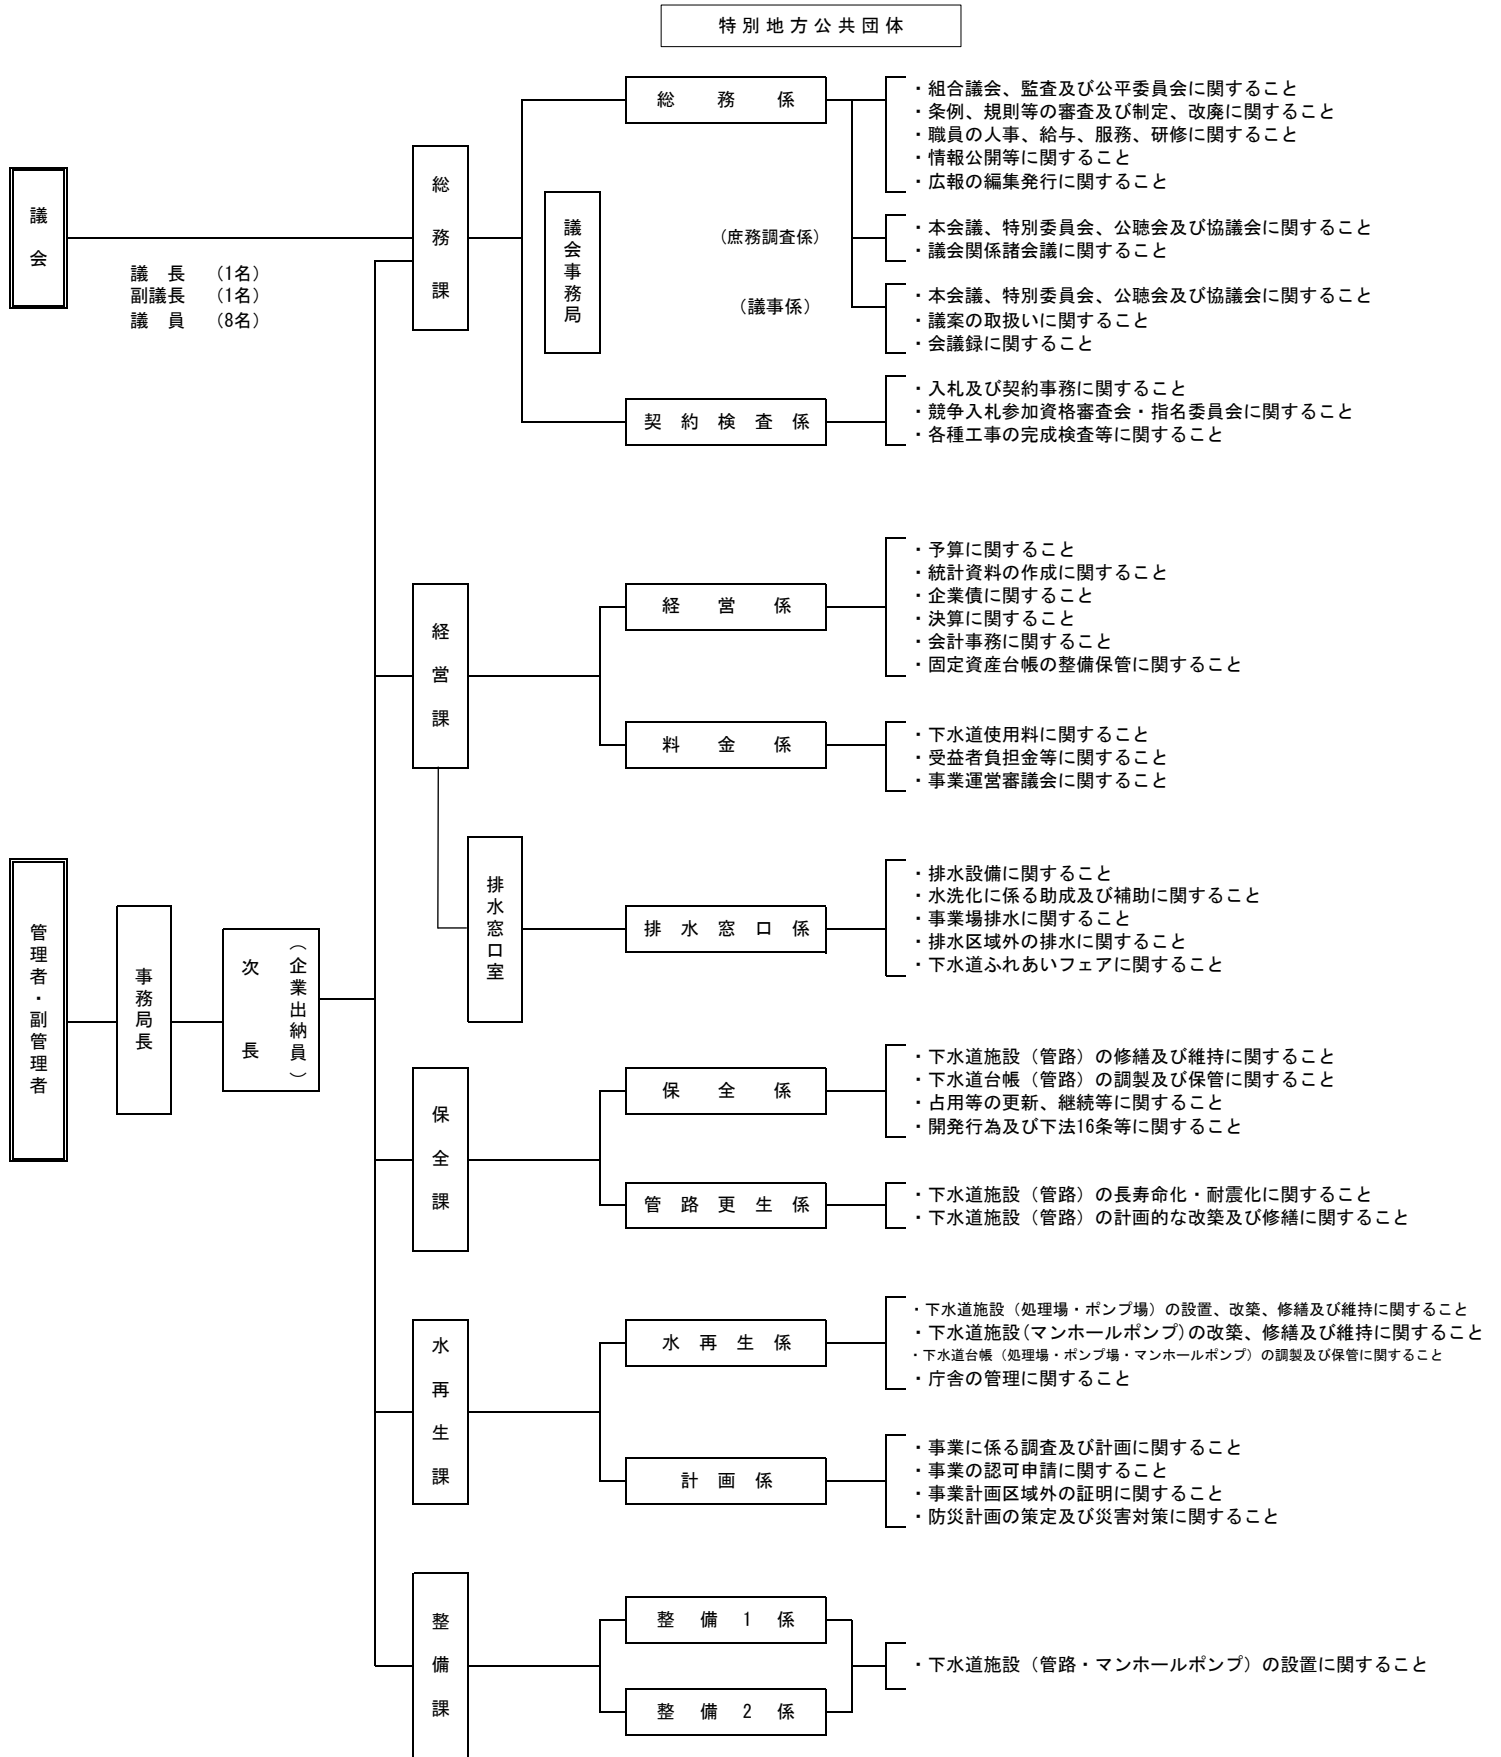 特別地方公共団体
議会
議　長　（1名）
副議長　（1名）
議　員　（8名）
総務課
議会事務局
総務係
・組合議会、監査及び公平委員会に関すること
・条例、規則等の審査及び制定、改廃に関すること
・職員の人事、給与、服務、研修に関すること
・情報公開等に関すること
・広報の編集発行に関すること
（庶務調査係）
・本会議、特別委員会、公聴会及び協議会に関すること
・議会関係諸会議に関すること
（議事係）
・本会議、特別委員会、公聴会及び協議会に関すること
・議案の取扱いに関すること
・会議録に関すること
契約検査係
・入札及び契約事務に関すること
・競争入札参加資格審査会・指名委員会に関すること
・各種工事の完成検査等に関すること
管理者・副管理者
事務局長
次長
（企業出納員）
経営課
経営係
・予算に関すること
・統計資料の作成に関すること
・企業債に関すること
・決算に関すること
・会計事務に関すること
・固定資産台帳の整備保管に関すること
料金係
・下水道使用料に関すること
・受益者負担金等に関すること
・事業運営審議会に関すること
排水窓口室
排水窓口係
・排水設備に関すること
・水洗化に係る助成及び補助に関すること
・事業場排水に関すること
・排水区域外の排水に関すること
・下水道ふれあいフェアに関すること
保全課
保全係
・下水道施設（管路）の修繕及び維持に関すること
・下水道台帳（管路）の調製及び保管に関すること
・占用等の更新、継続等に関すること
・開発行為及び下法16条等に関すること
管路更生係
・下水道施設（管路）の長寿命化・耐震化に関すること
・下水道施設（管路）の計画的な改築及び修繕に関すること
水再生課
水再生係
・下水道施設（処理場・ポンプ場）の設置、改築、修繕及び維持に関すること
・下水道施設(マンホールポンプ)の改築、修繕及び維持に関すること
・下水道台帳（処理場・ポンプ場・マンホールポンプ）の調製及び保管に関すること
・庁舎の管理に関すること
計画係
・事業に係る調査及び計画に関すること
・事業の認可申請に関すること
・事業計画区域外の証明に関すること
・防災計画の策定及び災害対策に関すること
整備課
整備1係
整備2係
・下水道施設（管路・マンホールポンプ）の設置に関すること